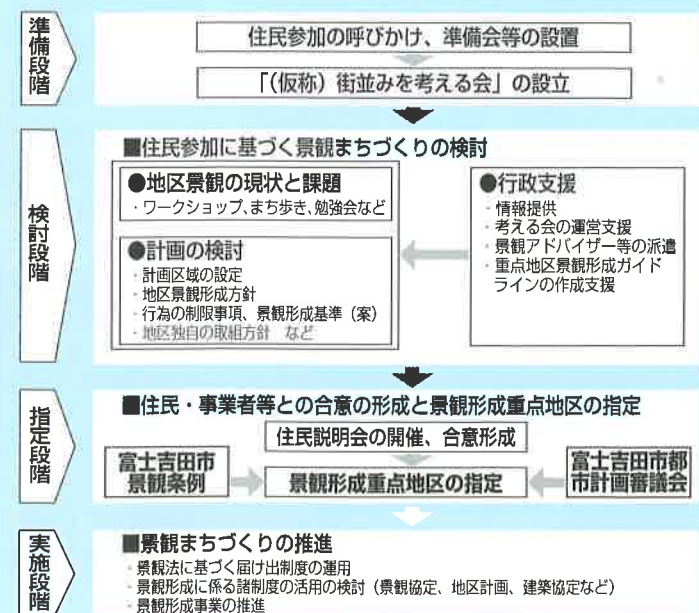 準備段階
住民参加の呼びかけ、準備会等の設置
「(仮称) 街並みを考える会」の設立
検討段階
■住民参加に基づく景観まちづくりの検討
●地区景観の現状と課題
・ワークショップ、まち歩き、勉強会など
●計画の検討
・計画区域の設定
・地区景観形成方針
・行為の制限事項、景観形成基準（案）
・地区独自の取組方針　など
●行政支援
・情報提供
・考える会の運営支援
・景観アドバイザー等の派遣
・重点地区景観形成ガイド
ラインの作成支援
指定段階
■住民・事業者等との合意の形成と景観形成重点地区の指定
住民説明会の開催、合意形成
富士吉田市
景観条例
景観形成重点地区の指定
富士吉田市都
市計画審議会
実施段階
■景観まちづくりの推進
・景観法に基づく届け出制度の運用
・景観形成に係る諸制度の活用の検討（景観協定、地区計画、建築協定など）
・景観形成事業の推進